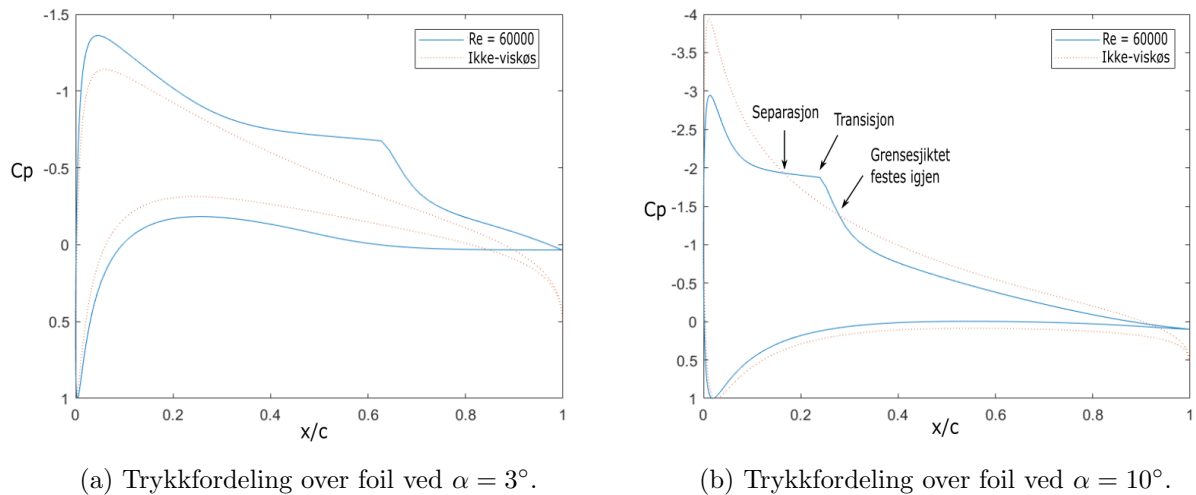 -1.5
-1
-0.5
0
0.5
1
Cp
0
0.2
0.4
0.6
0.8
1
x/c
Re = 60000
Ikke-viskøs
(a) Trykkfordeling over foil ved α = 3°.
-4
-3.5
-3
-2.5
-2
-1.5
-1
-0.5
0
0.5
1
Cp
0
0.2
0.4
0.6
0.8
1
x/c
Re = 60000
Ikke-viskøs
Separasjon
Transisjon
Grensesjiktet
festes igjen
(b) Trykkfordeling over foil ved α = 10°.